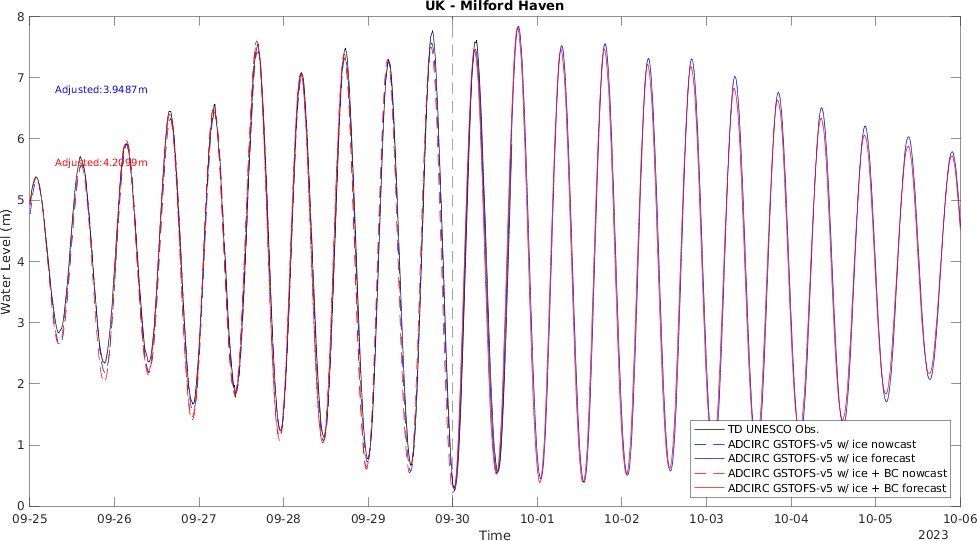 UK - Milford Haven
8
7
6
5
4
3
2
1
0
Water Level (m)
Adjusted:3.9487m
Adjusted:4.2099m
TD UNESCO Obs.
ADCIRC GSTOFS-v5 w/ ice nowcast
ADCIRC GSTOFS-v5 w/ ice forecast
ADCIRC GSTOFS-v5 w/ ice + BC nowcast
ADCIRC GSTOFS-v5 w/ ice + BC forecast
09-25 09-26 09-27 09-28 09-29 09-30 10-01 10-02 10-03 10-04 10-05 10-06
Time
2023